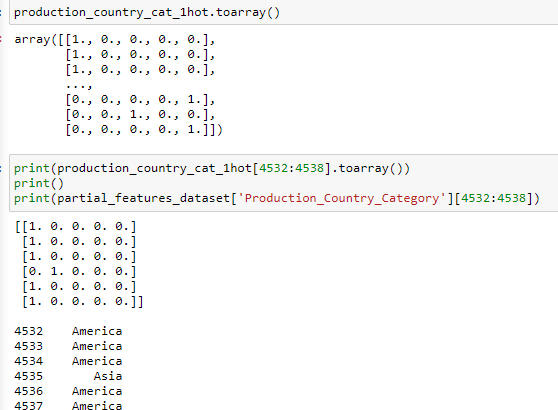 production_country_cat_1hot.toarray()
array([[1., 0., 0., 0., 0.],
[1., 0., 0., 0., 0.],
[1., 0., 0., 0., 0.],
...,
[0., 0., 0., 0., 1.],
[0., 0., 1., 0., 0.],
[0., 0., 0., 0., 1.]])
print(production_country_cat_1hot[4532:4538].toarray())
print()
print(partial_features_dataset['Production_Country_Category'][4532:4538])
[[1. 0. 0. 0. 0.]
[1. 0. 0. 0. 0.]
[1. 0. 0. 0. 0.]
[0. 1. 0. 0. 0.]
[1. 0. 0. 0. 0.]
[1. 0. 0. 0. 0.]]
4532 America
4533 America
4534 America
4535 Asia
4536 America
4537 America